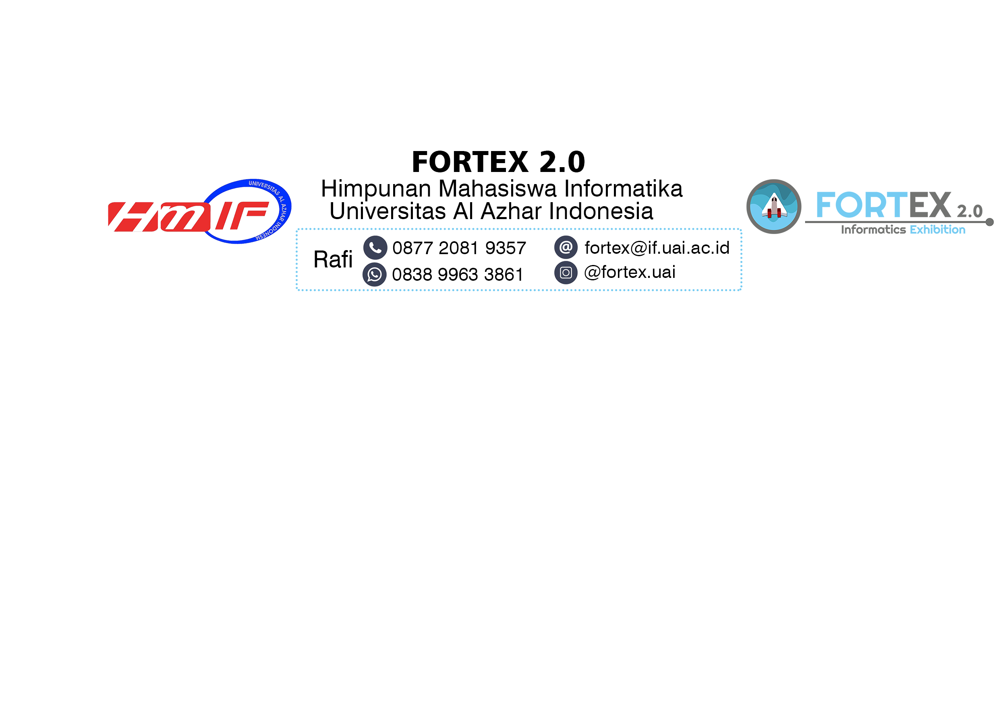 FORTEX 2.0
Himpunan Mahasiswa Informatika
Universitas Al Azhar Indonesia
HmIF
UNIVERSITAS AL AZHAR INDONESIA
Rafi
0877 2081 9357
0838 9963 3861
fortex@if.uai.ac.id
@fortex.uai
FORTEX 2.0
Informatics Exhibition